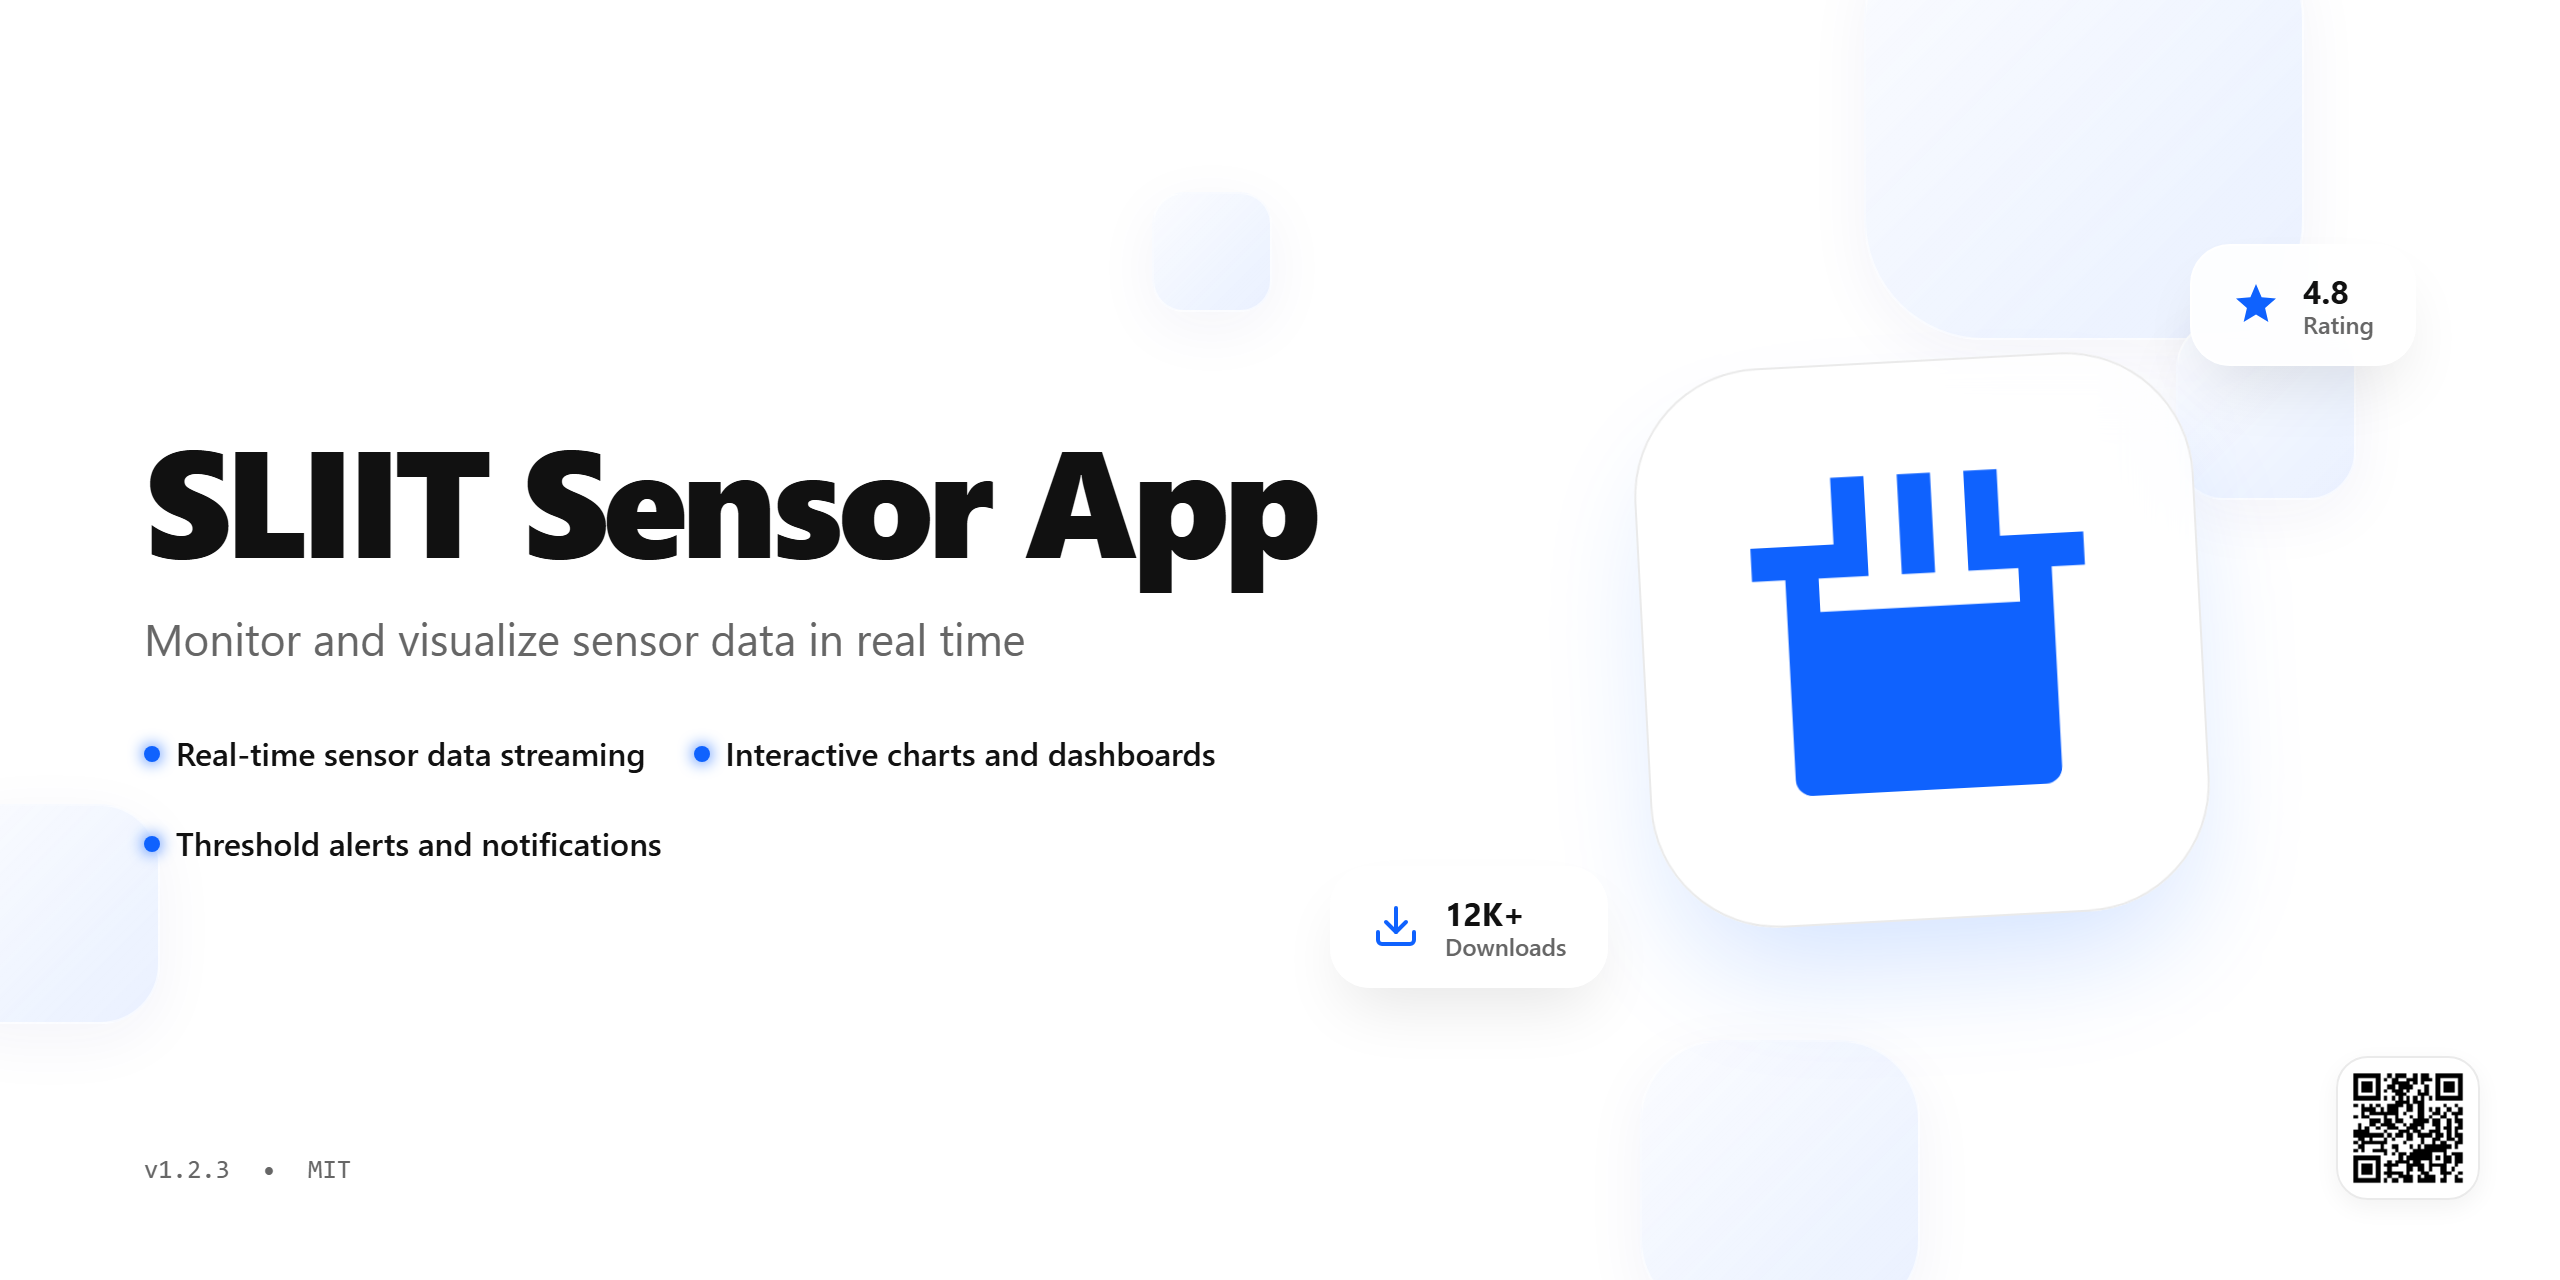 SLIIT Sensor App
Monitor and visualize sensor data in real time
Real-time sensor data streaming
Interactive charts and dashboards
Threshold alerts and notifications
4.8
Rating
12K+
Downloads
v1.2.3 • MIT